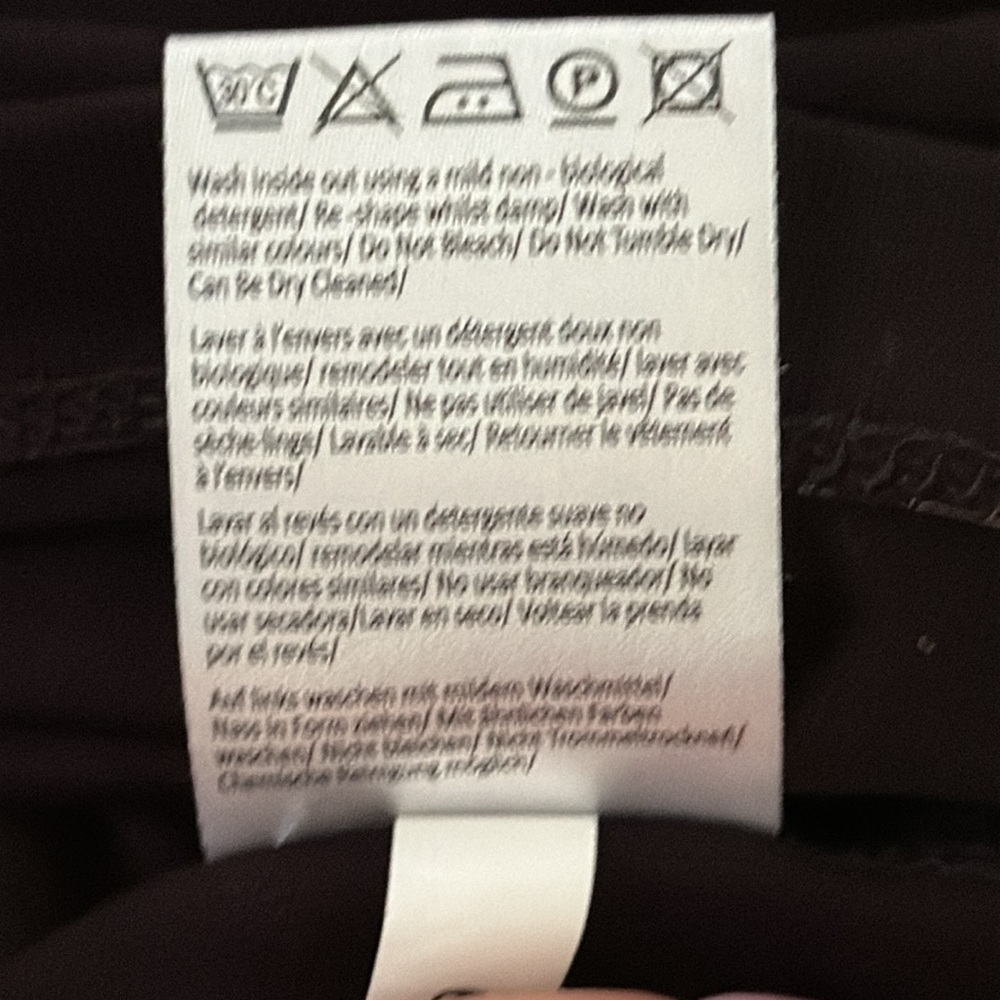 30°C P
Wash inside out using a mild non - biological
detergent/ Re -shape whilst damp/ Wash with
similar colours/ Do Not Bleach/ Do Not Tumble Dry/
Can Be Dry Cleaned/
Laver à l'envers avec un détergent doux non
biologique/ remodeler tout en humidité/ laver avec
couleurs similaires/ Ne pas utiliser de javel/ Pas de
sèche-linge/ Lavable à sec/ Retourner le vêtement
à l'envers/
Lavar al revés con un detergente suave no
biológico/ remodelar mientras está húmedo/ lavar
con colores similares/ No usar branqueador/ No
usar secadora/Lavar en seco/ Voltear la prenda
por el revés/
Auf links waschen mit mildem Waschmittel/
Nass in Form ziehen/ Mit ähnlichen Farben
waschen/ Nicht bleichen/ Nicht Trommeltrocknen/
Chemische Reinigung möglich/